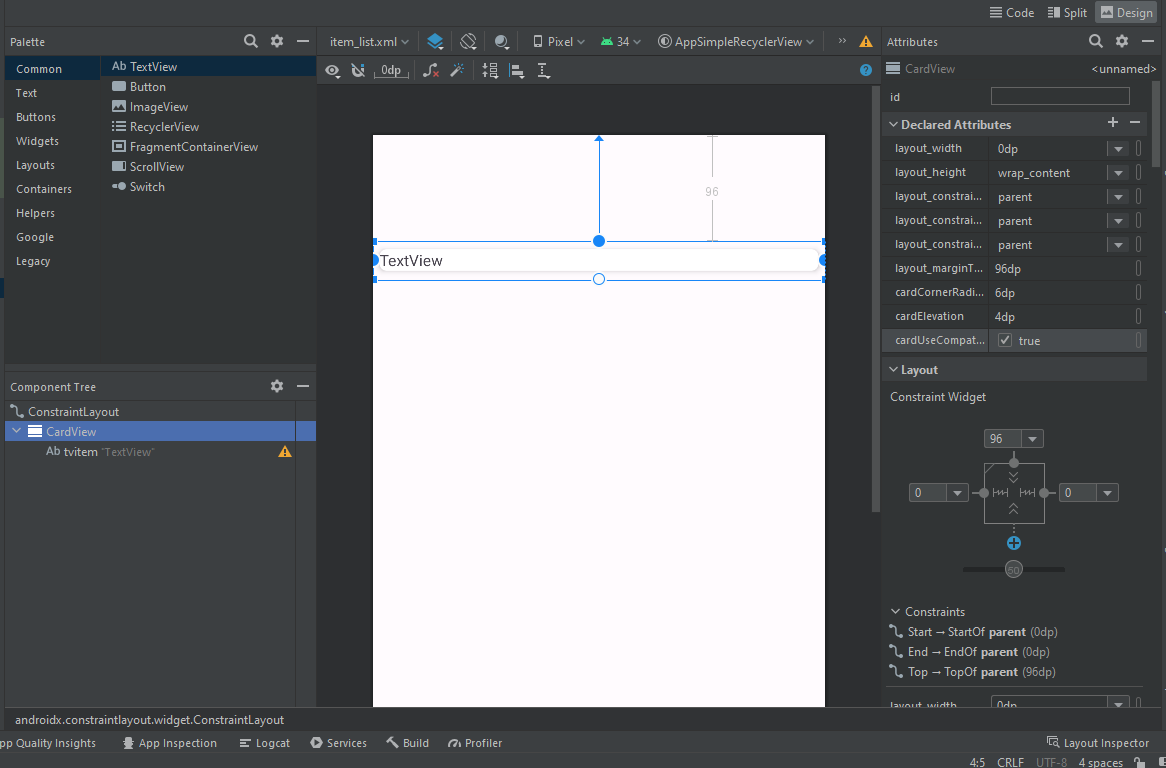 Code Split Design
Palette
item_list.xml Pixel 34 AppSimpleRecyclerView
Attributes
Common
Text
Buttons
Widgets
Layouts
Containers
Helpers
Google
Legacy
Ab TextView
Button
ImageView
RecyclerView
FragmentContainerView
ScrollView
Switch
0dp
?
96
TextView
CardView <unnamed>
id
Declared Attributes
layout_width 0dp
layout_height wrap_content
layout_constrai... parent
layout_constrai... parent
layout_constrai... parent
layout_marginT... 96dp
cardCornerRadi... 6dp
cardElevation 4dp
cardUseCompat... true
Layout
Constraint Widget
96
0 0
50
Constraints
Start → StartOf parent (0dp)
End → EndOf parent (0dp)
Top → TopOf parent (96dp)
layout_width 0dp
Component Tree
ConstraintLayout
CardView
Ab tvitem "TextView"
androidx.constraintlayout.widget.ConstraintLayout
pp Quality Insights App Inspection Logcat Services Build Profiler Layout Inspector
4:5 CRLF UTF-8 4 spaces